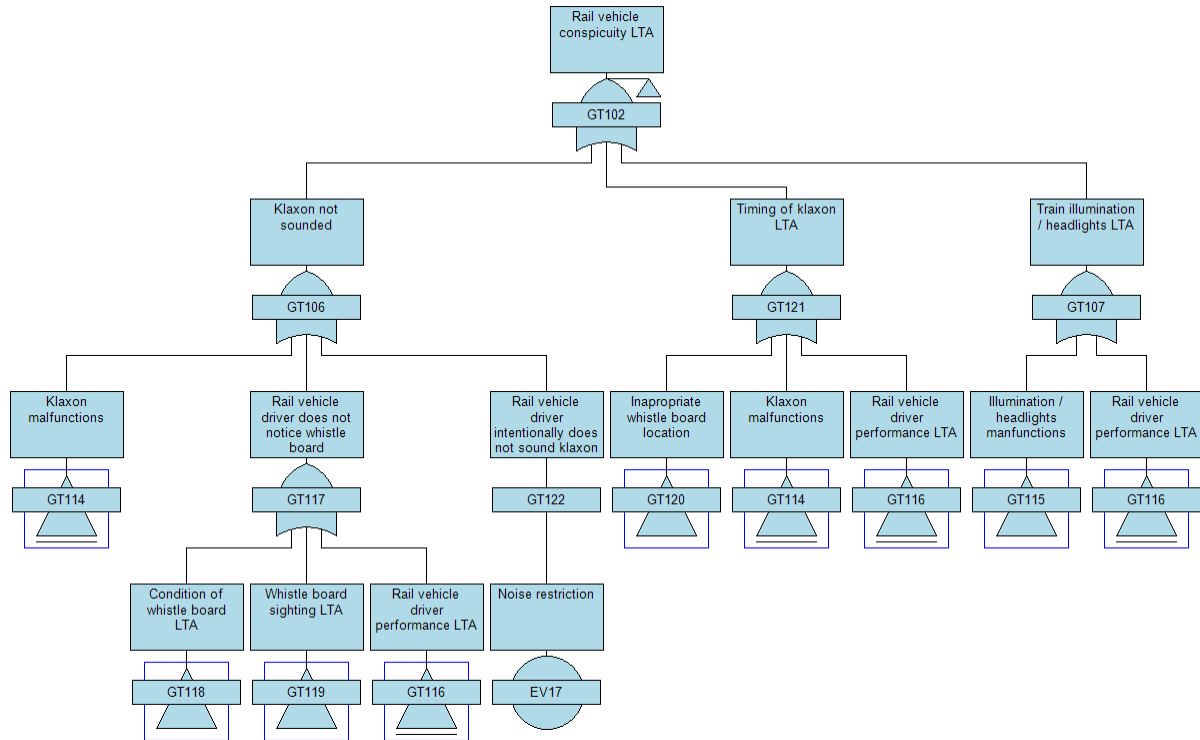 Rail vehicle
conspicuity LTA
GT102
Klaxon not
sounded
GT106
Timing of klaxon
LTA
GT121
Train illumination
/ headlights LTA
GT107
Klaxon
malfunctions
GT114
Rail vehicle
driver does not
notice whistle
board
GT117
Rail vehicle
driver
intentionally does
not sound klaxon
GT122
Inapropriate
whistle board
location
GT120
Klaxon
malfunctions
GT114
Rail vehicle
driver
performance LTA
GT116
Illumination /
headlights
manfunctions
GT115
Rail vehicle
driver
performance LTA
GT116
Condition of
whistle board
LTA
GT118
Whistle board
sighting LTA
GT119
Rail vehicle
driver
performance LTA
GT116
Noise restriction
EV17